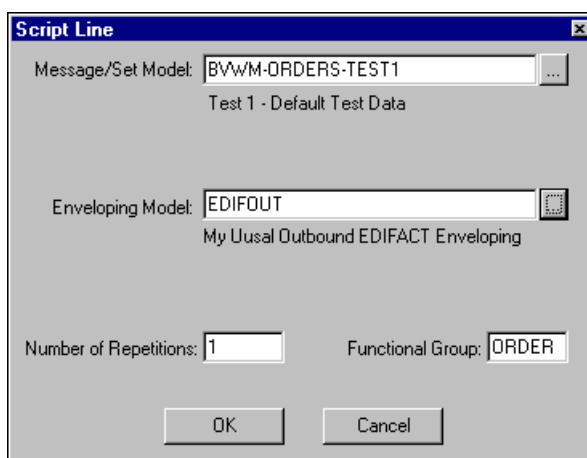 Script Line
Message/Set Model: BVWM-ORDERS-TEST1 ...
Test 1 - Default Test Data
Enveloping Model: EDIFOUT ...
My Uusal Outbound EDIFACT Enveloping
Number of Repetitions: 1 Functional Group: ORDER
OK Cancel